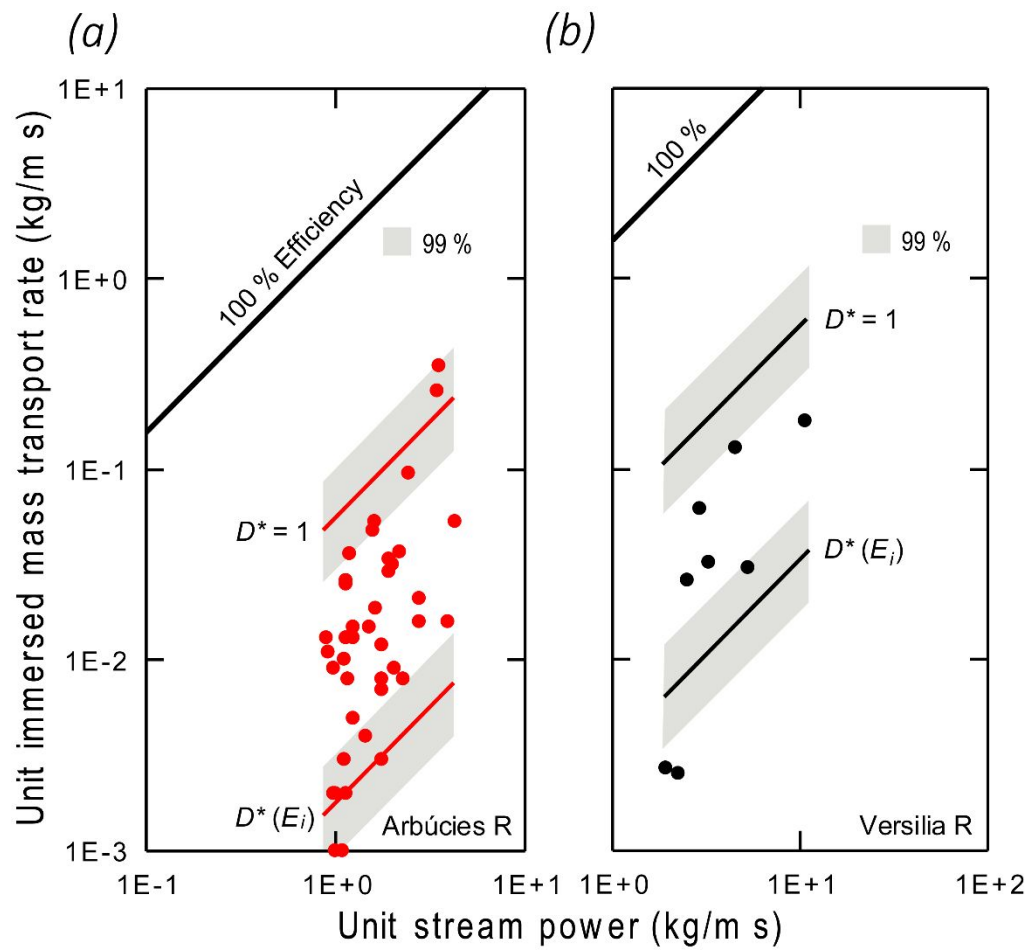 (a)
(b)
Unit immersed mass transport rate (kg/m s)
1E+1
1E+0
1E-1
1E-2
1E-3
100 % Efficiency
99 %
D* = 1
D* (Ei)
Arbúcies R
1E-1
1E+0
1E+1
100 %
99 %
D* = 1
D* (Ei)
Versilia R
1E+0
1E+1
1E+2
Unit stream power (kg/m s)